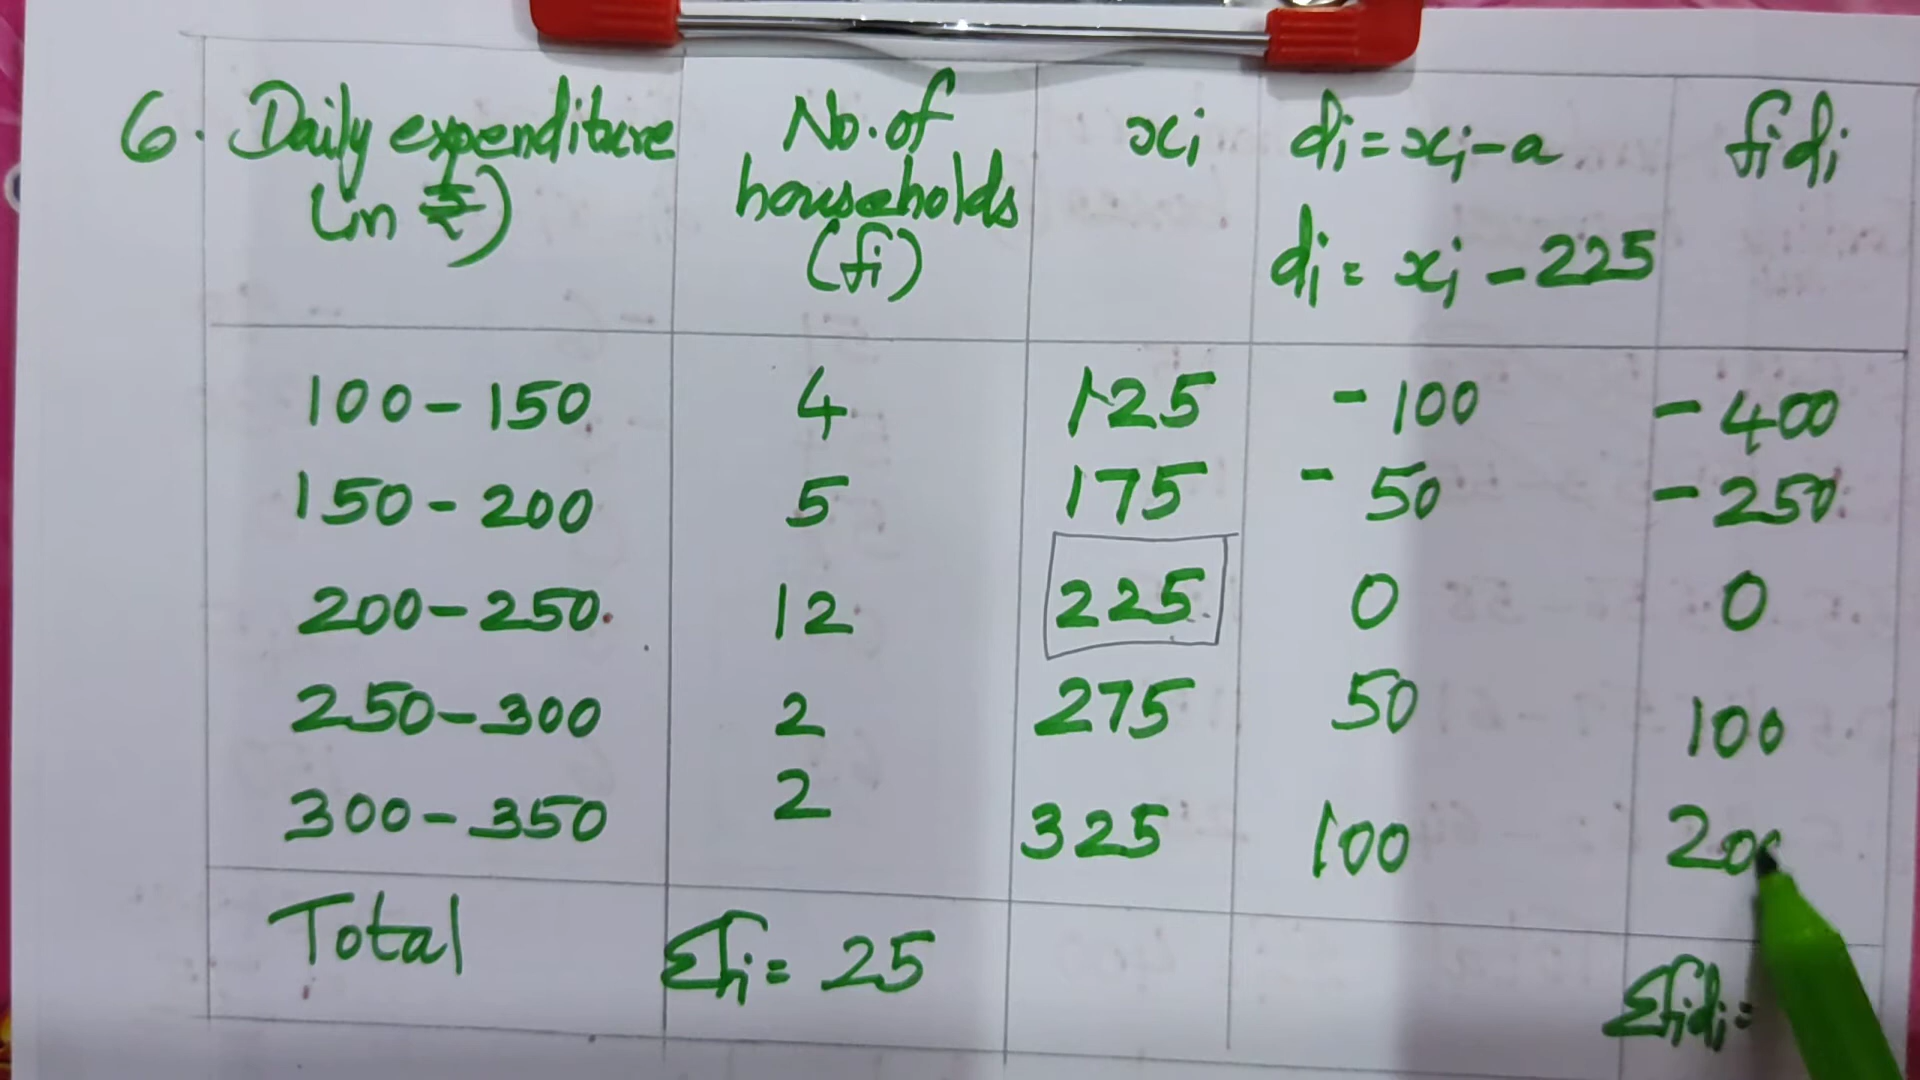 6. Daily expenditure (in ₹) No. of households (fi) xi di = xi - a fidi
di = xi - 225
100 - 150 4 125 - 100 - 400
150 - 200 5 175 - 50 - 250
200 - 250 12 225 0 0
250 - 300 2 275 50 100
300 - 350 2 325 100 200
Total Σfi = 25 Σfidi =